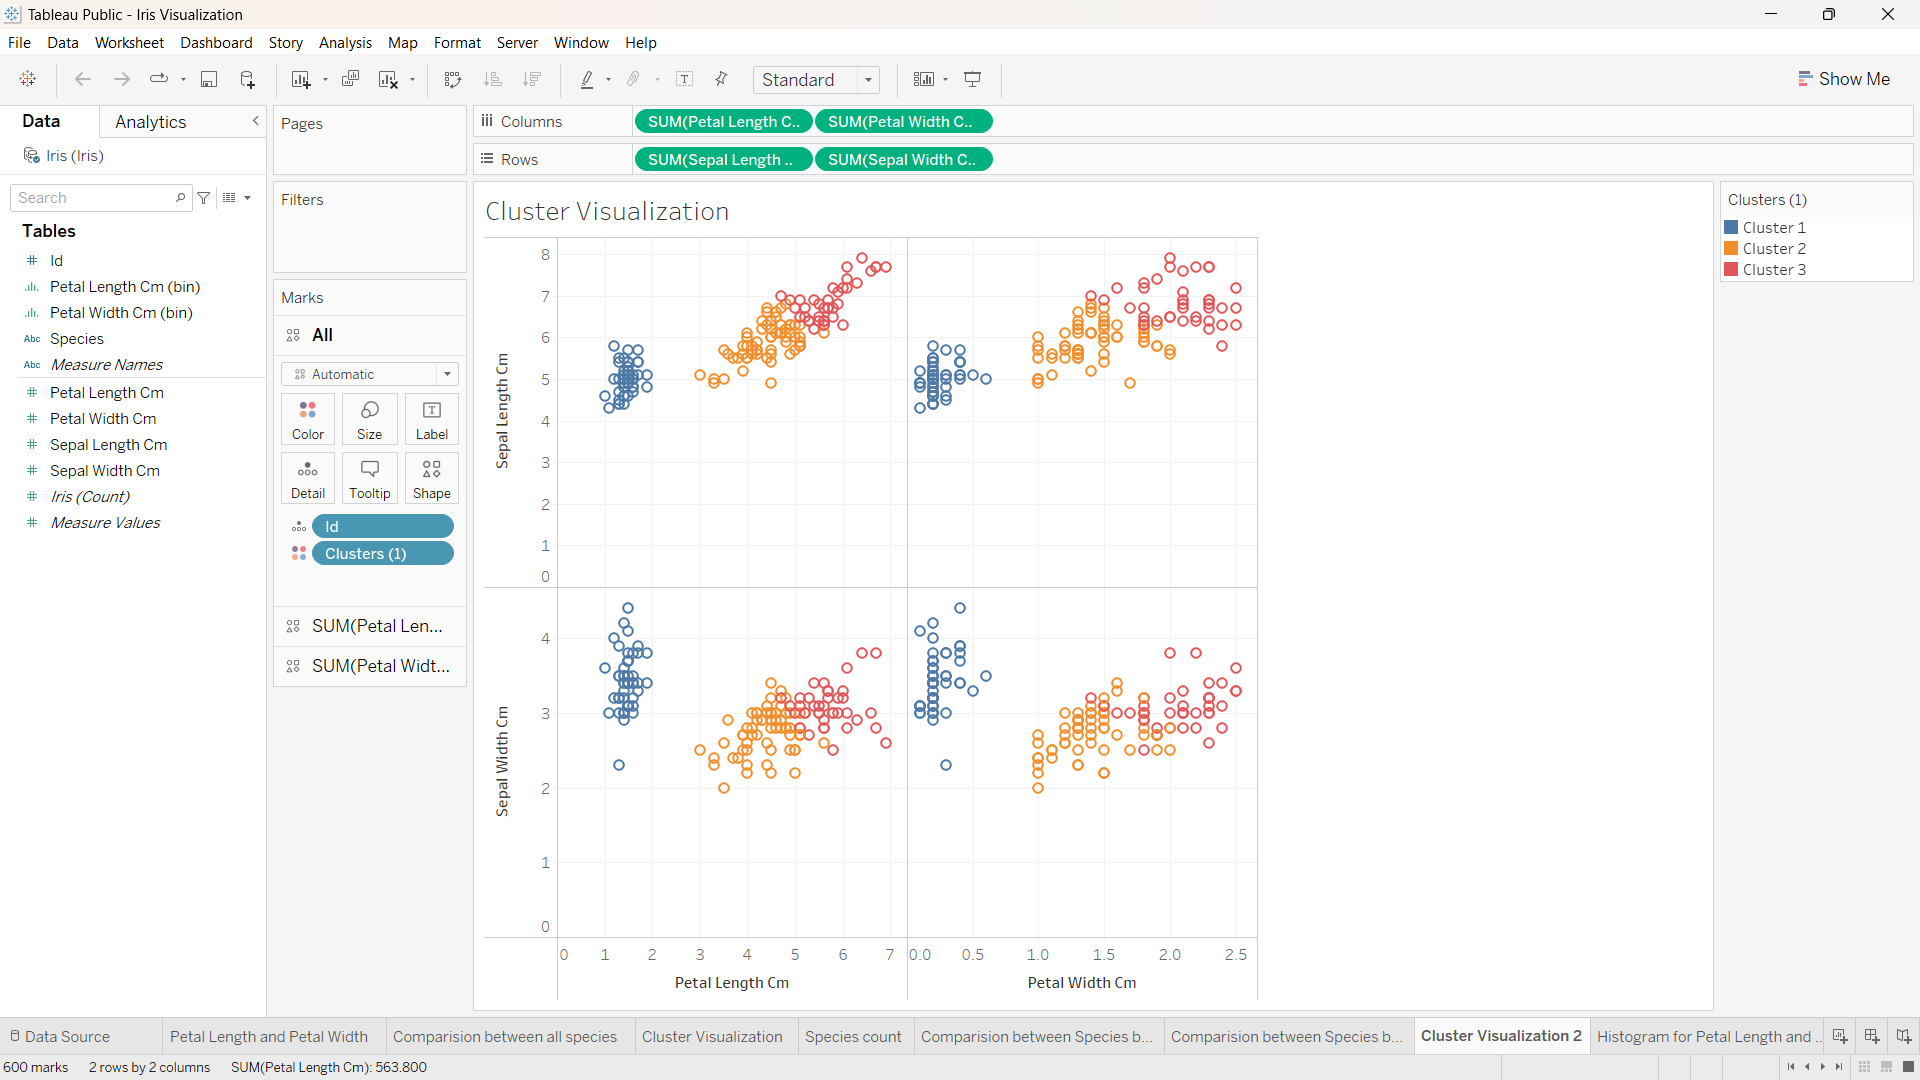 Tableau Public - Iris Visualization
File Data Worksheet Dashboard Story Analysis Map Format Server Window Help
Standard
Show Me
Data Analytics
Iris (Iris)
Search
Tables
Id
Petal Length Cm (bin)
Petal Width Cm (bin)
Abc Species
Abc Measure Names
Petal Length Cm
Petal Width Cm
Sepal Length Cm
Sepal Width Cm
Iris (Count)
Measure Values
Pages
Filters
Marks
All
Automatic
Color Size Label
Detail Tooltip Shape
Id
Clusters (1)
SUM(Petal Len...
SUM(Petal Widt...
Columns SUM(Petal Length C.. SUM(Petal Width C..
Rows SUM(Sepal Length .. SUM(Sepal Width C..
Cluster Visualization
8
7
6
5
4
3
2
1
0
Sepal Length Cm
4
3
2
1
0
Sepal Width Cm
0 1 2 3 4 5 6 7 0.0 0.5 1.0 1.5 2.0 2.5
Petal Length Cm Petal Width Cm
Clusters (1)
Cluster 1
Cluster 2
Cluster 3
Data Source Petal Length and Petal Width Comparision between all species Cluster Visualization Species count Comparision between Species b... Comparision between Species b... Cluster Visualization 2 Histogram for Petal Length and ...
600 marks 2 rows by 2 columns SUM(Petal Length Cm): 563.800